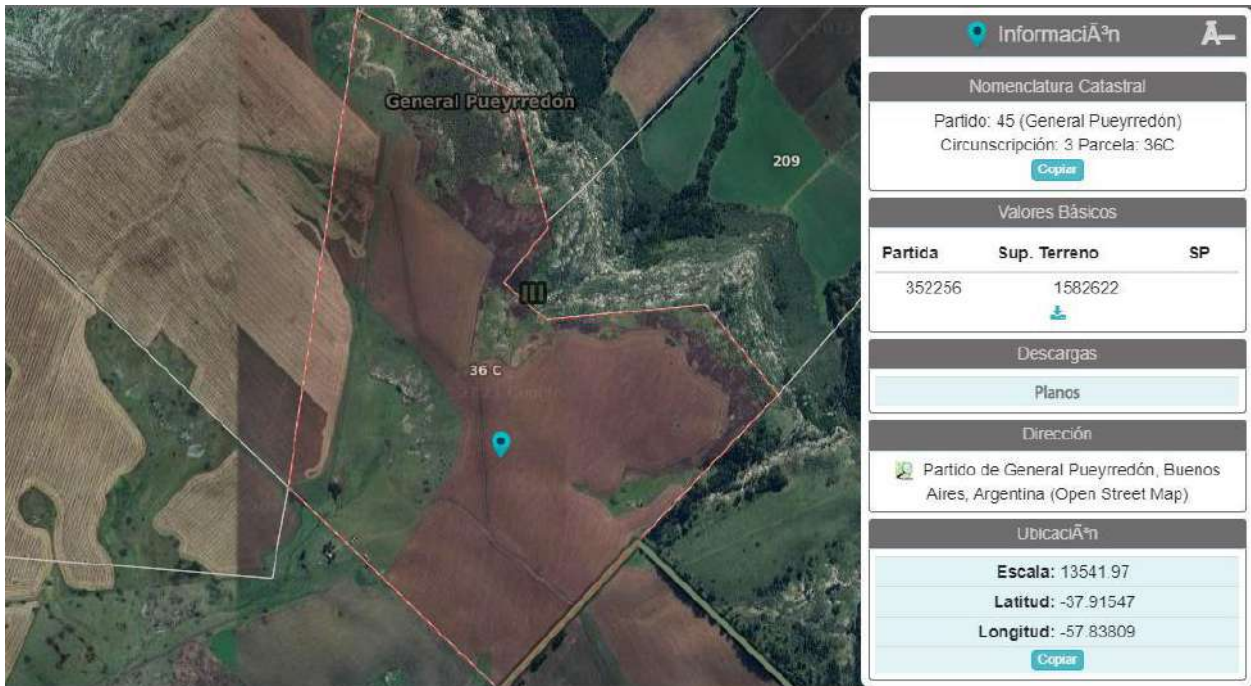 General Pueyrredón
209
III
36 C
InformaciÃ³n
Ã—
Nomenclatura Catastral
Partido: 45 (General Pueyrredón)
Circunscripción: 3 Parcela: 36C
Copiar
Valores Básicos
Partida Sup. Terreno SP
352256 1582622
Descargas
Planos
Dirección
Partido de General Pueyrredón, Buenos
Aires, Argentina (Open Street Map)
UbicaciÃ³n
Escala: 13541.97
Latitud: -37.91547
Longitud: -57.83809
Copiar